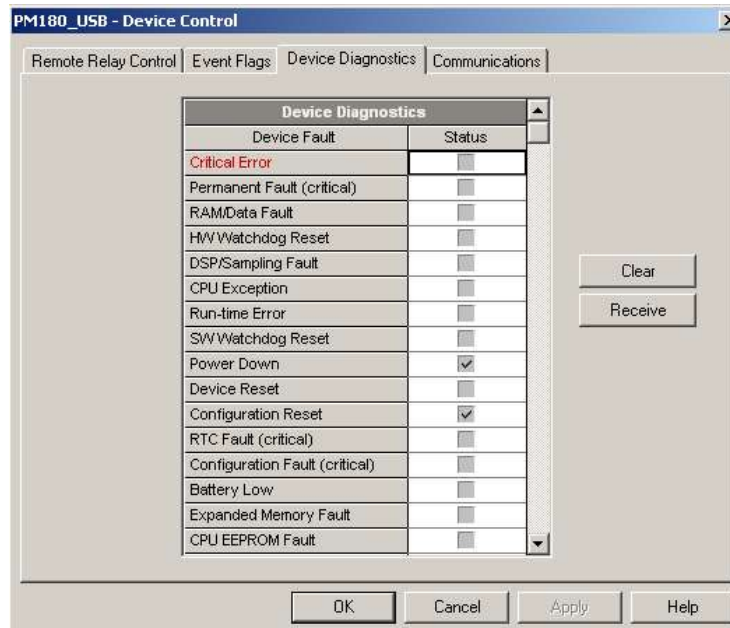 PM180_USB - Device Control
Remote Relay Control Event Flags Device Diagnostics Communications
Device Diagnostics
Device Fault Status
Critical Error
Permanent Fault (critical)
RAM/Data Fault
HW Watchdog Reset
DSP/Sampling Fault
CPU Exception
Run-time Error
SW Watchdog Reset
Power Down
Device Reset
Configuration Reset
RTC Fault (critical)
Configuration Fault (critical)
Battery Low
Expanded Memory Fault
CPU EEPROM Fault
Clear
Receive
OK Cancel Apply Help